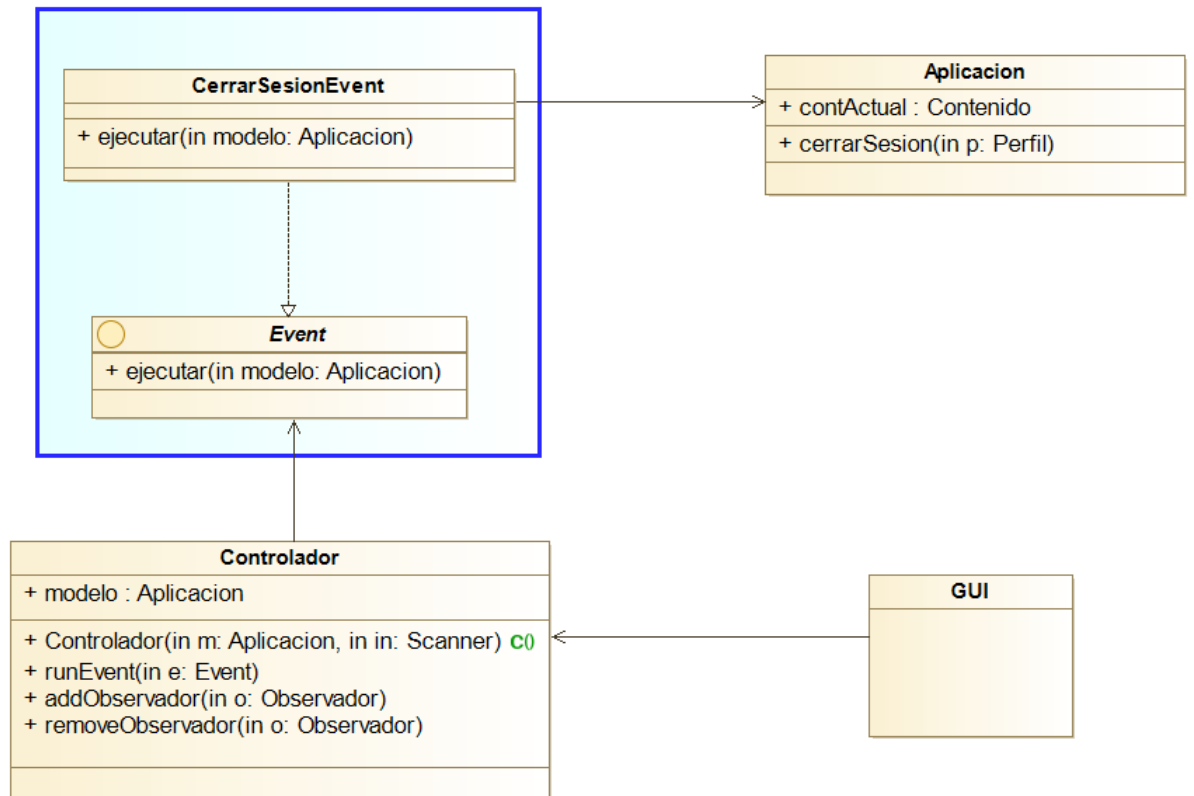 CerrarSesionEvent
+ ejecutar(in modelo: Aplicacion)
Aplicacion
+ contActual : Contenido
+ cerrarSesion(in p: Perfil)
Event
+ ejecutar(in modelo: Aplicacion)
Controlador
+ modelo : Aplicacion
+ Controlador(in m: Aplicacion, in in: Scanner) C()
+ runEvent(in e: Event)
+ addObservador(in o: Observador)
+ removeObservador(in o: Observador)
GUI